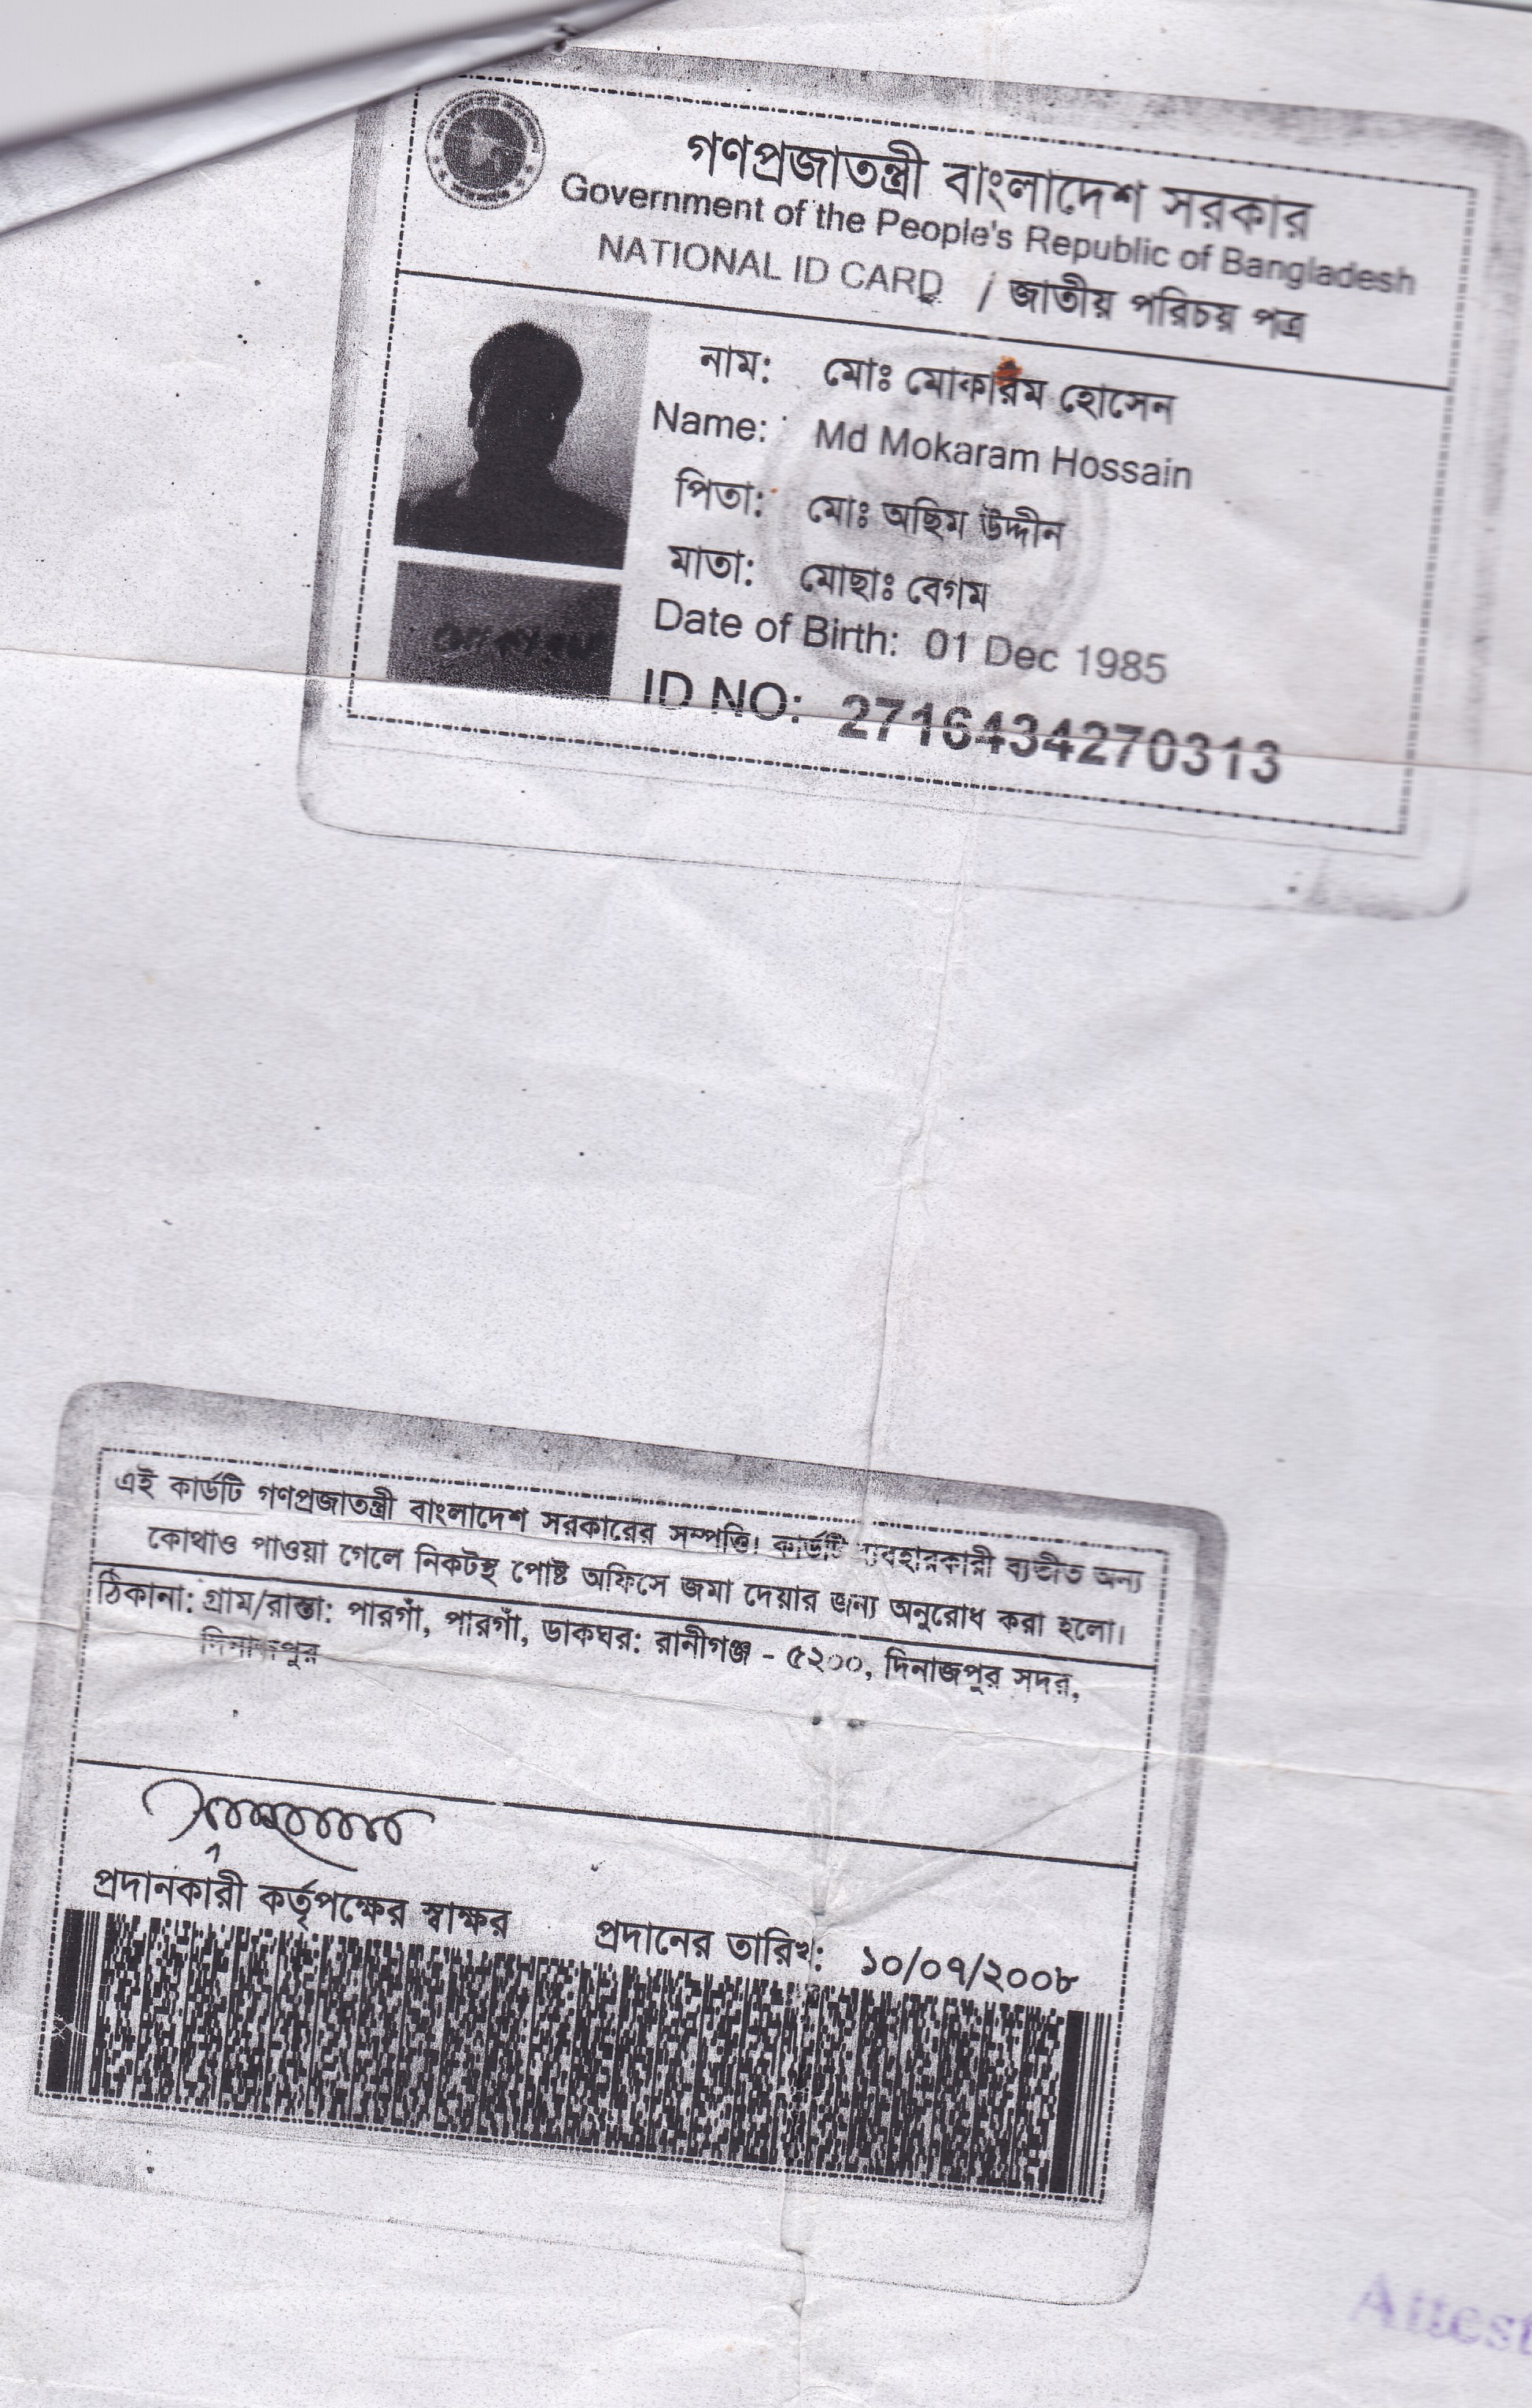 গণপ্রজাতন্ত্রী বাংলাদেশ সরকার
Government of the People's Republic of Bangladesh
NATIONAL ID CARD / জাতীয় পরিচয় পত্র
নাম: মোঃ মোকারম হোসেন
Name: Md Mokaram Hossain
পিতা: মোঃ অছিম উদ্দীন
মাতা: মোছাঃ বেগম
Date of Birth: 01 Dec 1985
মোকারম
ID NO: 2716434270313
এই কার্ডটি গণপ্রজাতন্ত্রী বাংলাদেশ সরকারের সম্পত্তি। কার্ডটি ব্যবহারকারী ব্যতীত অন্য
কোথাও পাওয়া গেলে নিকটস্থ পোষ্ট অফিসে জমা দেয়ার জন্য অনুরোধ করা হলো।
ঠিকানা: গ্রাম/রাস্তা: পারগাঁ, পারগাঁ, ডাকঘর: রানীগঞ্জ - ৫২০০, দিনাজপুর সদর,
দিনাজপুর
প্রদানকারী কর্তৃপক্ষের স্বাক্ষর প্রদানের তারিখ: ১০/০৭/২০০৮
Attest